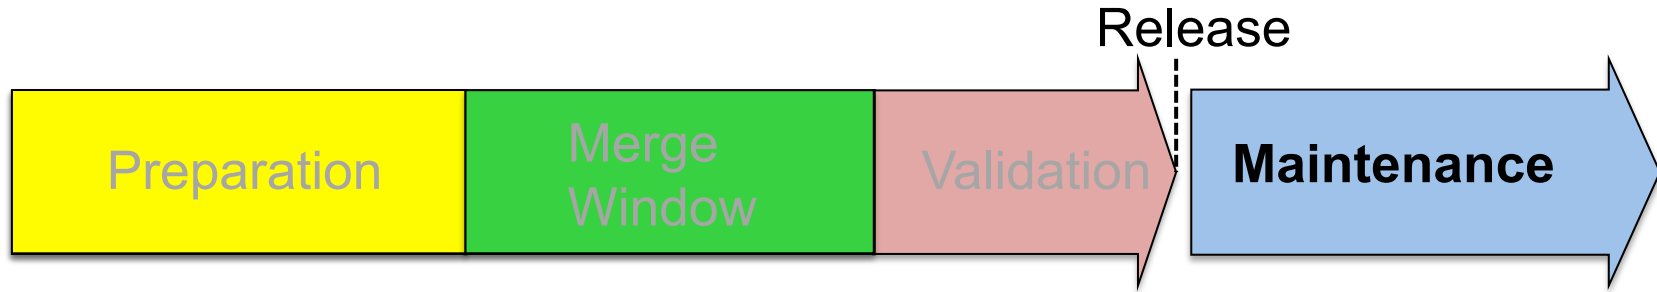 Release
Preparation
Merge
Window
Validation
Maintenance